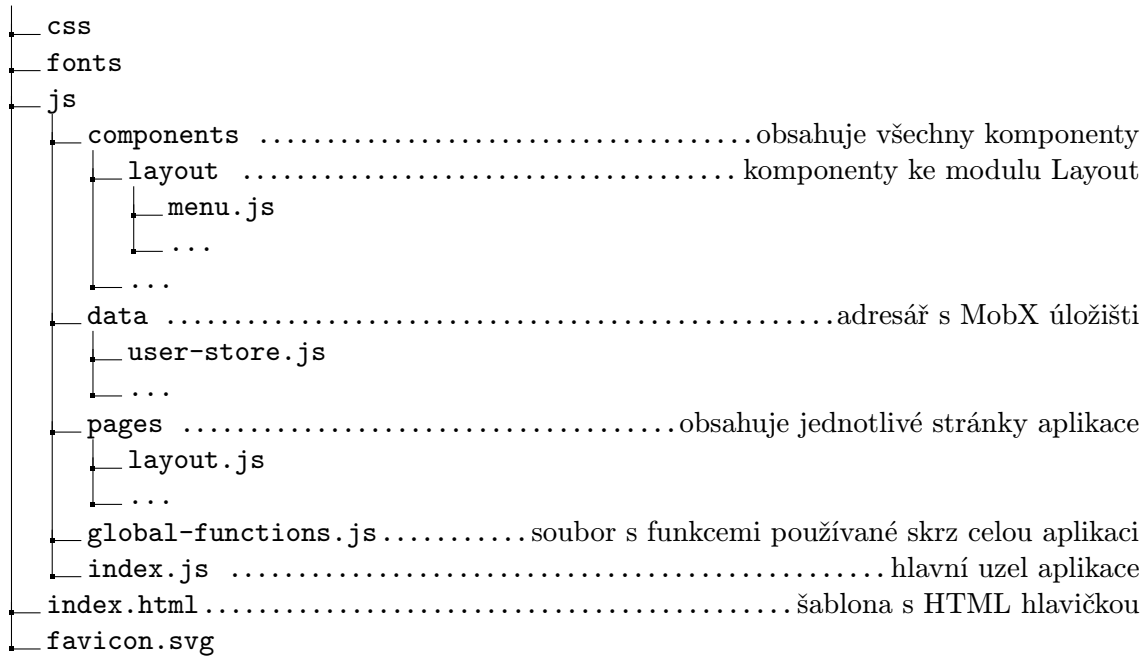 css
fonts
js
components ..................................... obsahuje všechny komponenty
layout ..................................... komponenty ke modulu Layout
menu.js
...
...
data .................................................. adresář s MobX úložišti
user-store.js
...
pages ..................................... obsahuje jednotlivé stránky aplikace
layout.js
...
global-functions.js........... soubor s funkcemi používané skrz celou aplikaci
index.js ................................................. hlavní uzel aplikace
index.html............................................ šablona s HTML hlavičkou
favicon.svg